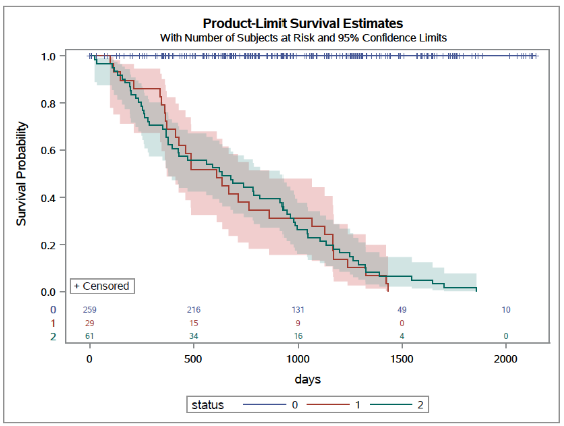 Product-Limit Survival Estimates
With Number of Subjects at Risk and 95% Confidence Limits
1.0
0.8
0.6
0.4
0.2
0.0
Survival Probability
+ Censored
0 259 216 131 49 10
1 29 15 9 0
2 61 34 16 4 0
0 500 1000 1500 2000
days
status 0 1 2